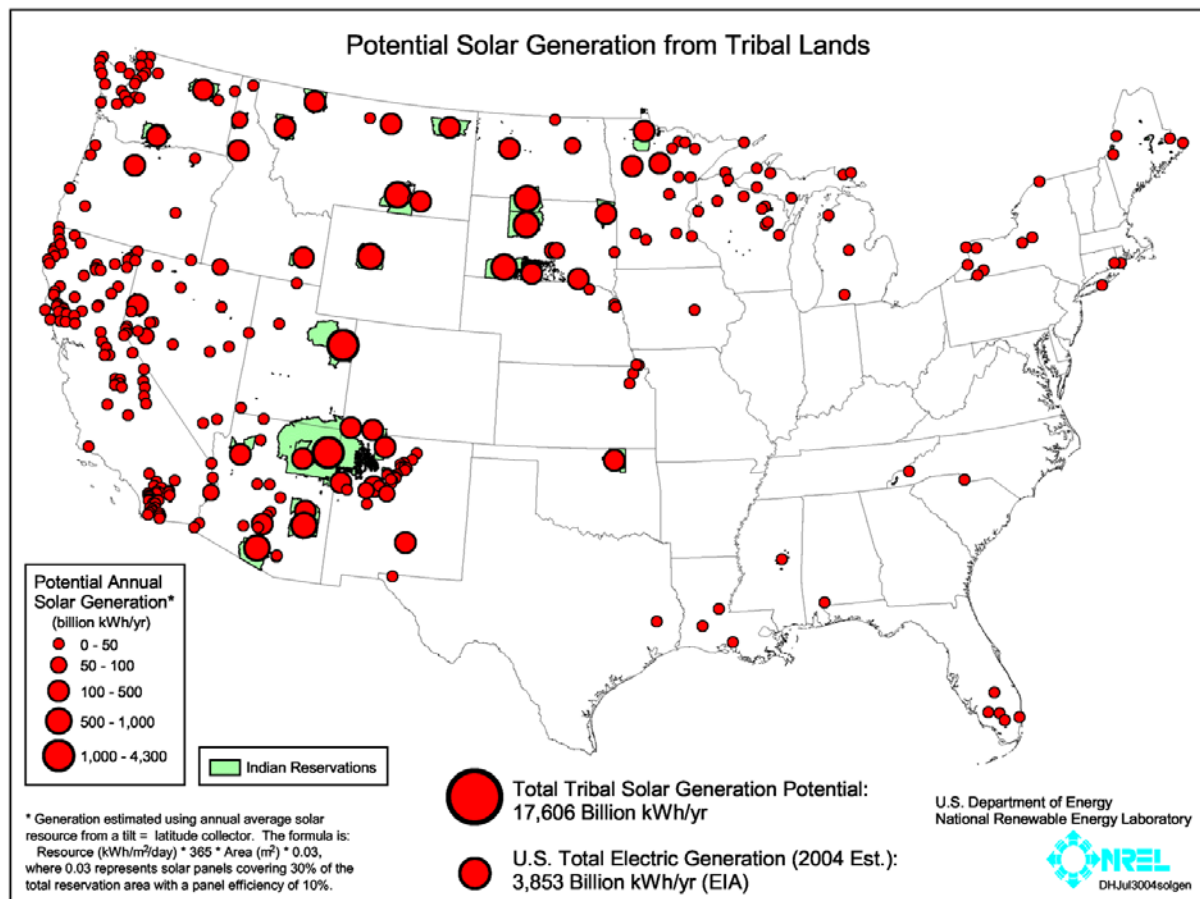 Potential Solar Generation from Tribal Lands
Potential Annual
Solar Generation*
(billion kWh/yr)
0 - 50
50 - 100
100 - 500
500 - 1,000
1,000 - 4,300
Indian Reservations
* Generation estimated using annual average solar
resource from a tilt = latitude collector. The formula is:
Resource (kWh/m²/day) * 365 * Area (m²) * 0.03,
where 0.03 represents solar panels covering 30% of the
total reservation area with a panel efficiency of 10%.
Total Tribal Solar Generation Potential:
17,606 Billion kWh/yr
U.S. Total Electric Generation (2004 Est.):
3,853 Billion kWh/yr (EIA)
U.S. Department of Energy
National Renewable Energy Laboratory
NREL
DHJul3004solgen